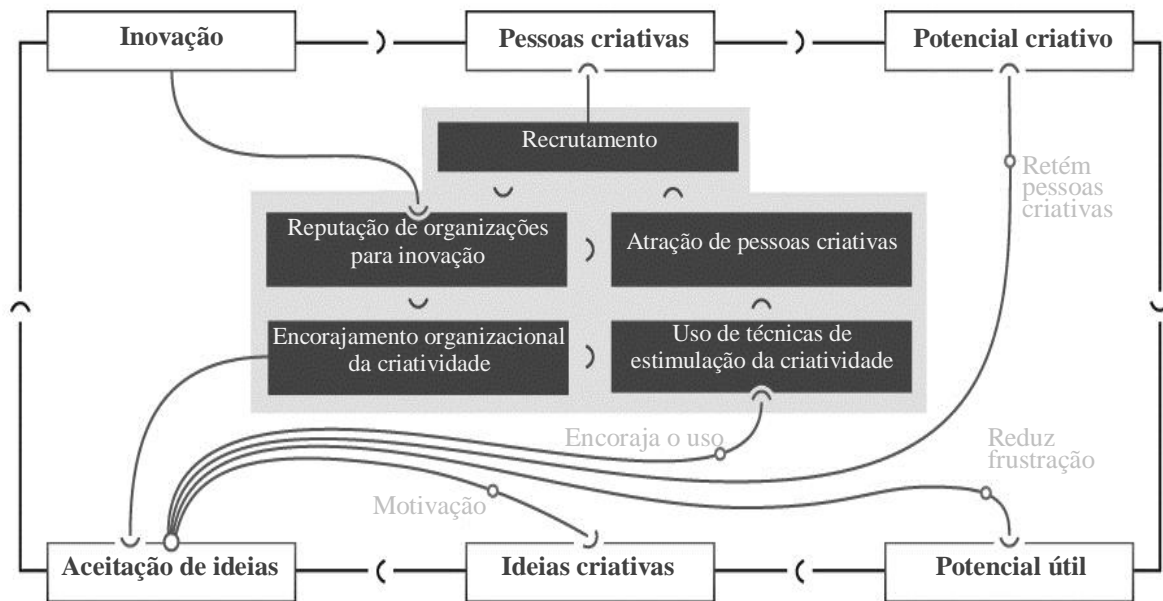 Inovação
Pessoas criativas
Potencial criativo
Recrutamento
Retém
pessoas
criativas
Reputação de organizações
para inovação
Atração de pessoas criativas
Encorajamento organizacional
da criatividade
Uso de técnicas de
estimulação da criatividade
Encoraja o uso
Reduz
frustração
Motivação
Aceitação de ideias
Ideias criativas
Potencial útil